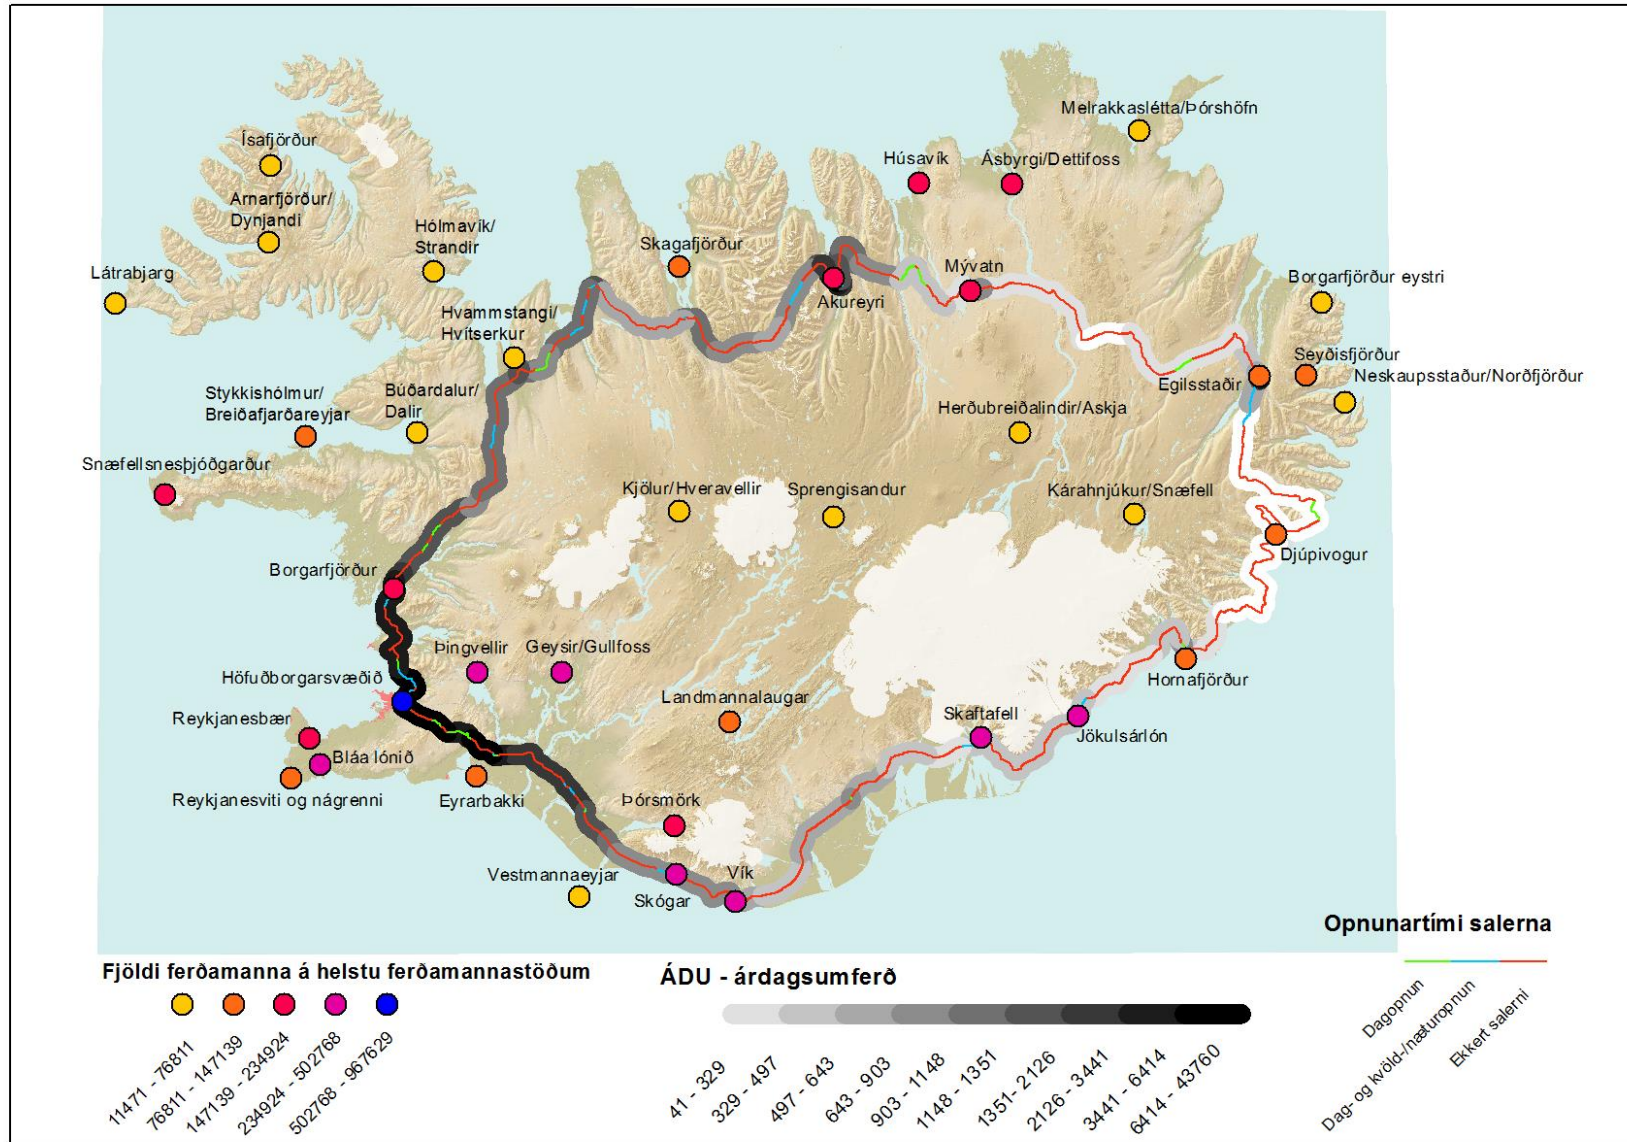 Melrakkaslétta/Þórshöfn
Ísafjörður
Húsavík
Ásbyrgi/Dettifoss
Arnarfjörður/
Dynjandi
Hólmavík/
Strandir
Skagafjörður
Látrabjarg
Mývatn
Borgarfjörður eystri
Akureyri
Hvammstangi/
Hvítserkur
Seyðisfjörður
Egilsstaðir
Neskaupsstaður/Norðfjörður
Stykkishólmur/
Breiðafjarðareyjar
Búðardalur/
Dalir
Herðubreiðalindir/Askja
Snæfellsnesþjóðgarður
Kjölur/Hveravellir
Sprengisandur
Kárahnjúkur/Snæfell
Djúpivogur
Borgarfjörður
Þingvellir
Geysir/Gullfoss
Höfuðborgarsvæðið
Hornafjörður
Landmannalaugar
Reykjanesbær
Skaftafell
Jökulsárlón
Bláa lónið
Reykjanesviti og nágrenni
Eyrarbakki
Þórsmörk
Vestmannaeyjar
Vík
Skógar
Opnunartími salerna
Dagopnun
Dag- og kvöld-/næturopnun
Ekkert salerni
Fjöldi ferðamanna á helstu ferðamannastöðum
11471 - 76811
76811 - 147139
147139 - 234924
234924 - 502768
502768 - 967629
ÁDU - árdagsumferð
41 - 329
329 - 497
497 - 643
643 - 903
903 - 1148
1148 - 1351
1351- 2126
2126 - 3441
3441 - 6414
6414 - 43760